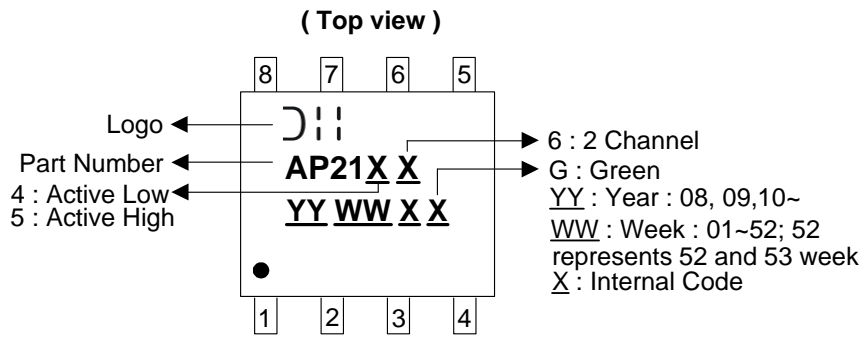 ( Top view )
8 7 6 5
Logo
Part Number
4 : Active Low
5 : Active High
AP21X X
YY WW X X
6 : 2 Channel
G : Green
YY : Year : 08, 09,10~
WW : Week : 01~52; 52
represents 52 and 53 week
X : Internal Code
1 2 3 4